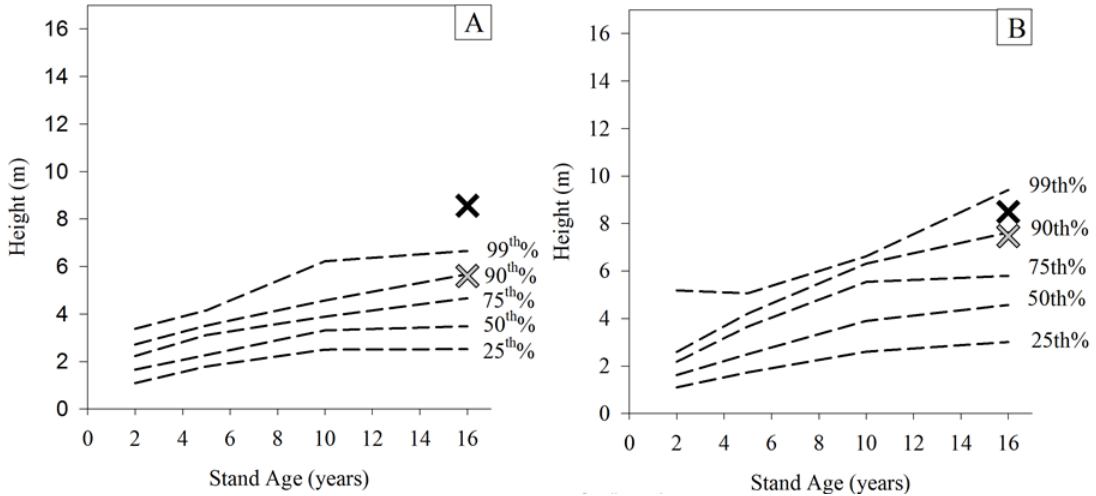 A
16
14
12
10
8
6
4
2
0
Height (m)
99th%
90th%
75th%
50th%
25th%
0 2 4 6 8 10 12 14 16
Stand Age (years)
B
16
14
12
10
8
6
4
2
0
Height (m)
99th%
90th%
75th%
50th%
25th%
0 2 4 6 8 10 12 14 16
Stand Age (years)